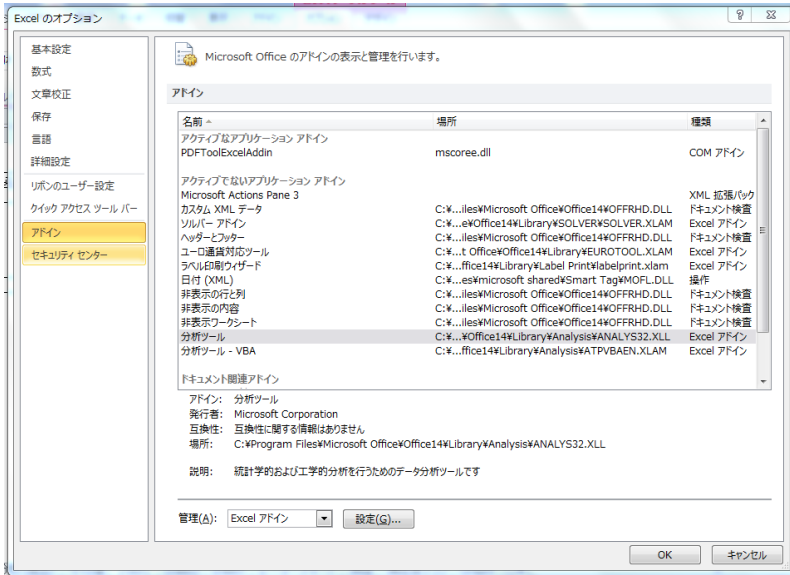 Excel のオプション
基本設定
数式
文章校正
保存
言語
詳細設定
リボンのユーザー設定
クイック アクセス ツール バー
アドイン
セキュリティ センター
Microsoft Office のアドインの表示と管理を行います。
アドイン
名前 場所 種類
アクティブなアプリケーション アドイン
PDFToolExcelAddin mscoree.dll COM アドイン
アクティブでないアプリケーション アドイン
Microsoft Actions Pane 3 XML 拡張パック
カスタム XML データ C:¥...iles¥Microsoft Office¥Office14¥OFFRHD.DLL ドキュメント検査
ソルバー アドイン C:¥...e¥Office14¥Library¥SOLVER¥SOLVER.XLAM Excel アドイン
ヘッダーとフッター C:¥...iles¥Microsoft Office¥Office14¥OFFRHD.DLL ドキュメント検査
ユーロ通貨対応ツール C:¥...t Office¥Office14¥Library¥EUROTOOL.XLAM Excel アドイン
ラベル印刷ウィザード C:¥...ffice14¥Library¥Label Print¥labelprint.xlam Excel アドイン
日付 (XML) C:¥...es¥microsoft shared¥Smart Tag¥MOFL.DLL 操作
非表示の行と列 C:¥...iles¥Microsoft Office¥Office14¥OFFRHD.DLL ドキュメント検査
非表示の内容 C:¥...iles¥Microsoft Office¥Office14¥OFFRHD.DLL ドキュメント検査
非表示ワークシート C:¥...iles¥Microsoft Office¥Office14¥OFFRHD.DLL ドキュメント検査
分析ツール C:¥...¥Office14¥Library¥Analysis¥ANALYS32.XLL Excel アドイン
分析ツール - VBA C:¥...ffice14¥Library¥Analysis¥ATPVBAEN.XLAM Excel アドイン
ドキュメント関連アドイン
アドイン: 分析ツール
発行者: Microsoft Corporation
互換性: 互換性に関する情報はありません
場所: C:¥Program Files¥Microsoft Office¥Office14¥Library¥Analysis¥ANALYS32.XLL
説明: 統計学的および工学的分析を行うためのデータ分析ツールです
管理(A): Excel アドイン 設定(G)...
OK キャンセル